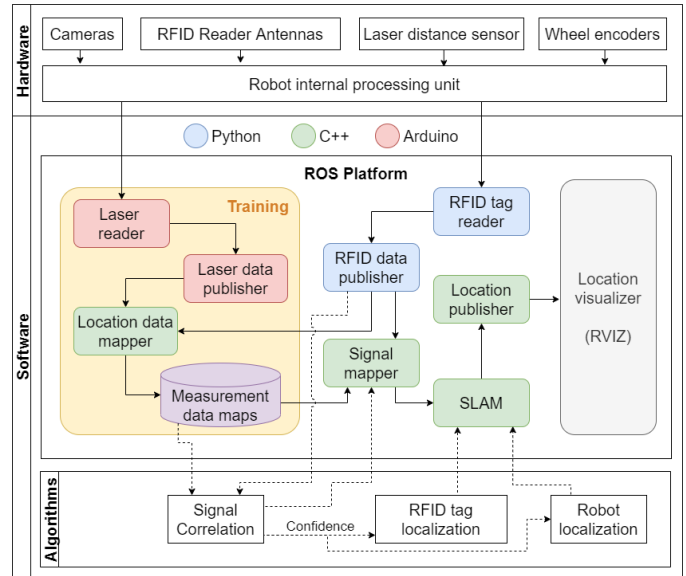 Hardware
Cameras
RFID Reader Antennas
Laser distance sensor
Wheel encoders
Robot internal processing unit
Software
Python
C++
Arduino
ROS Platform
Training
Laser
reader
RFID tag
reader
Laser data
publisher
RFID data
publisher
Location
publisher
Location
visualizer
(RVIZ)
Location data
mapper
Signal
mapper
Measurement
data maps
SLAM
Algorithms
Signal
Correlation
Confidence
RFID tag
localization
Robot
localization